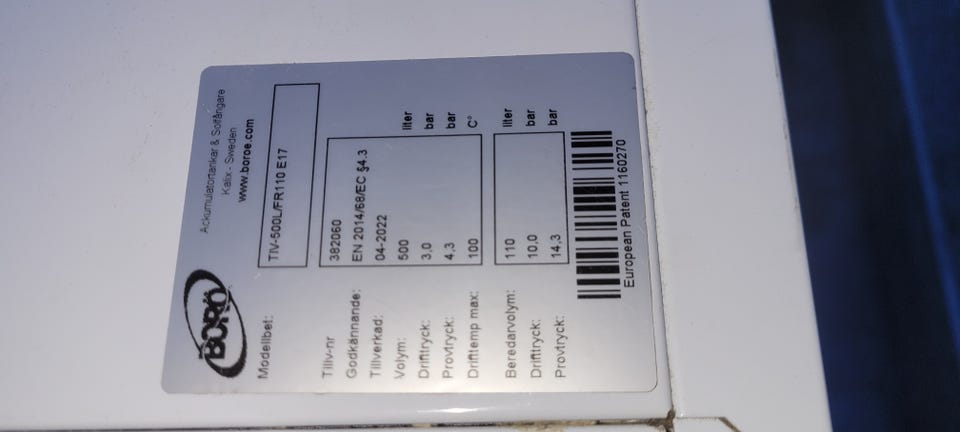 BORÖ
Ackumulatortankar & Solfångare
Kalix - Sweden
www.boroe.com
Modellbet: TIV-500L/FR110 E17
Tillv-nr 382060
Godkännande: EN 2014/68/EC §4.3
Tillverkad: 04-2022
Volym: 500 liter
Drifttryck: 3,0 bar
Provtryck: 4,3 bar
Drifttemp max: 100 C°
Beredarvolym: 110 liter
Drifttryck: 10,0 bar
Provtryck: 14,3 bar
European Patent 1160270